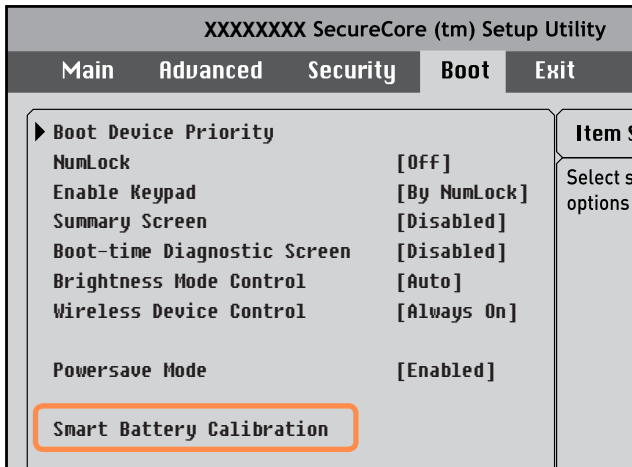 XXXXXXXX SecureCore (tm) Setup Utility
Main Advanced Security Boot Exit
Boot Device Priority
NumLock [Off]
Enable Keypad [By NumLock]
Summary Screen [Disabled]
Boot-time Diagnostic Screen [Disabled]
Brightness Mode Control [Auto]
Wireless Device Control [Always On]
Powersave Mode [Enabled]
Smart Battery Calibration
Item S
Select s
options